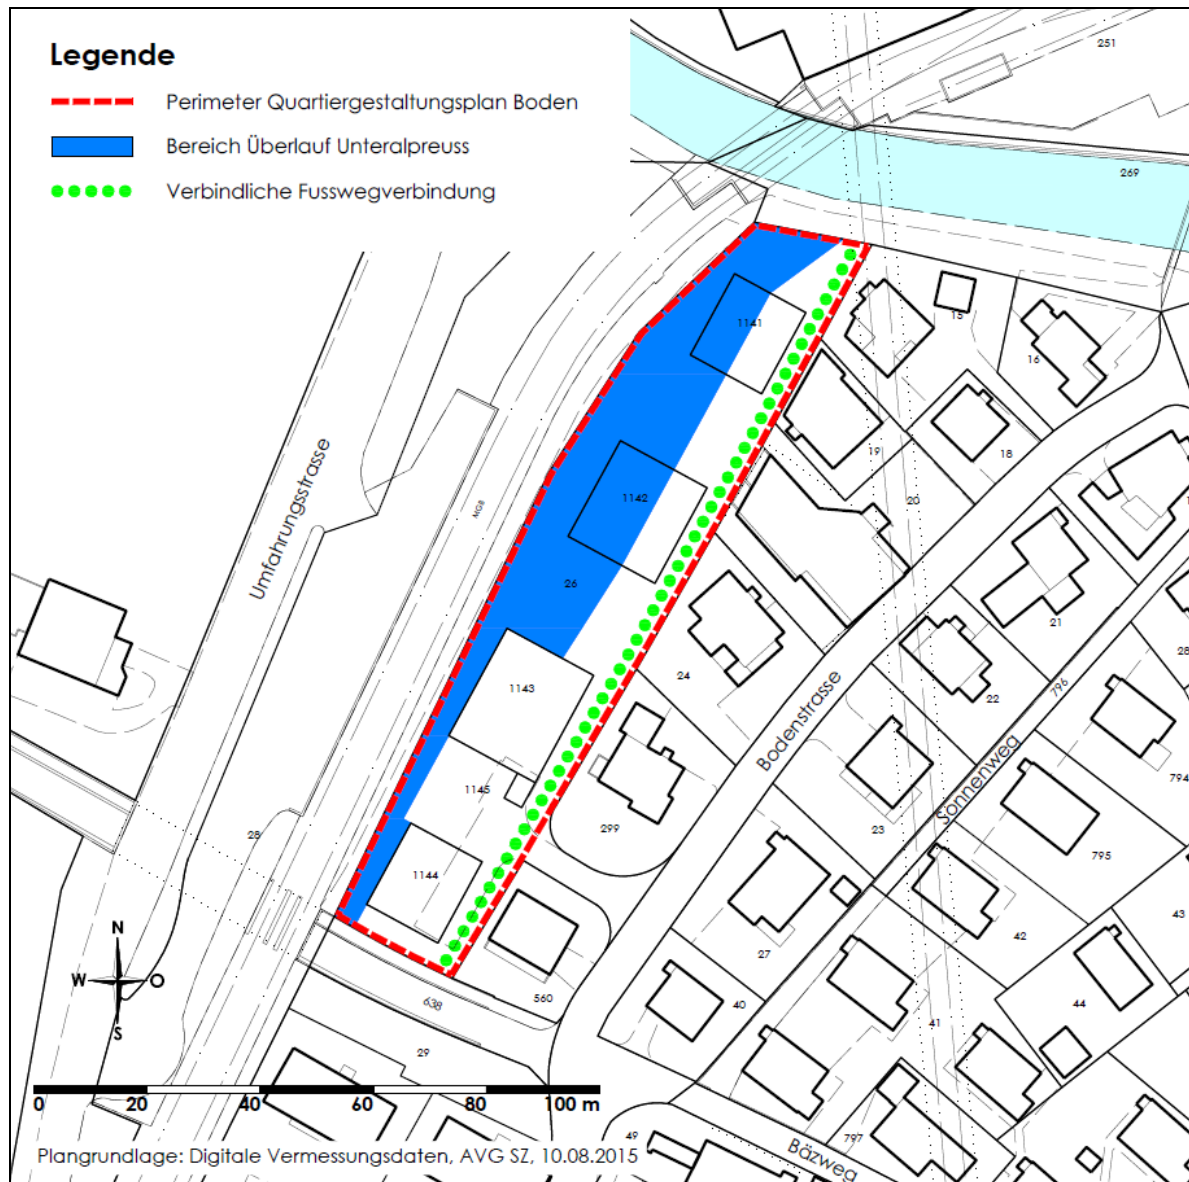 Legende
Perimeter Quartiergestaltungsplan Boden
Bereich Überlauf Unteralpreuss
Verbindliche Fusswegverbindung
251
269
1141
15
16
Umfahrungsstrasse
19
18
20
MGB
1142
26
21
28
24
22
796
1143
Bodenstrasse
Sonnenweg
794
1145
299
23
795
28
1144
27
42
43
N
W
O
S
560
638
40
41
44
29
0
20
40
60
80
100 m
49
797
Bäzweg
Plangrundlage: Digitale Vermessungsdaten, AVG SZ, 10.08.2015